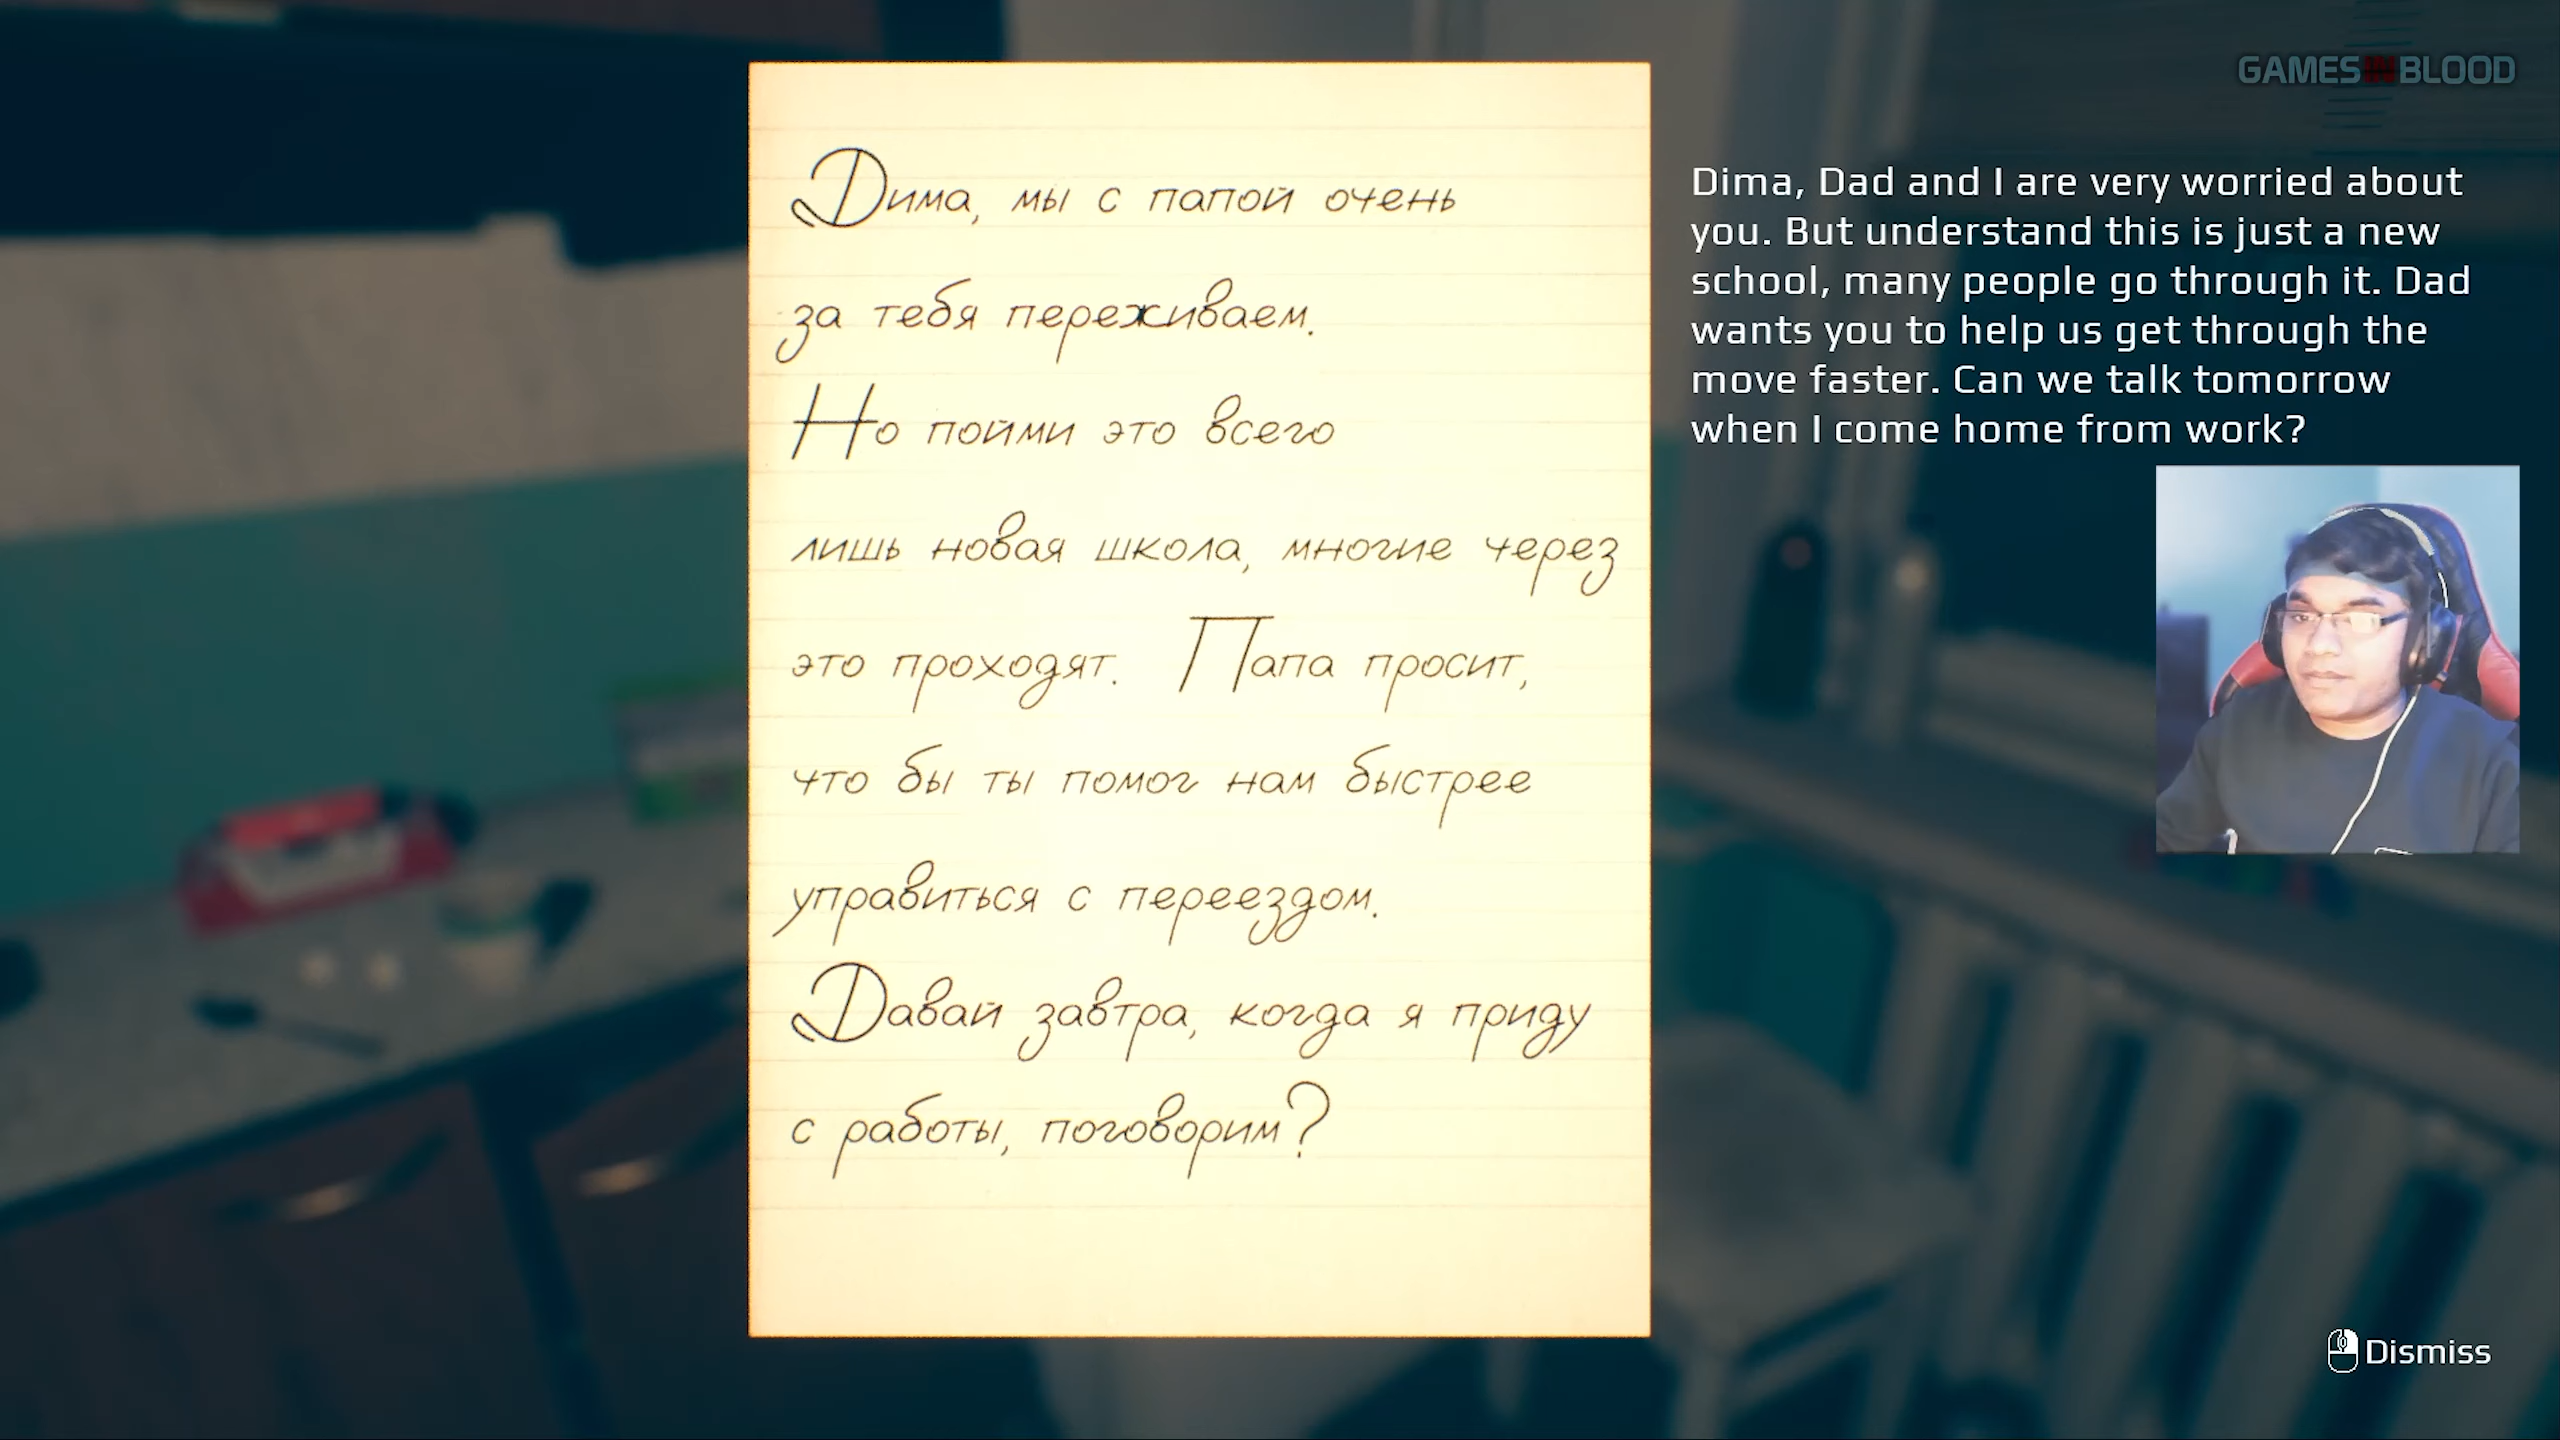 GAMESINBLOOD
Дима, мы с папой очень
за тебя переживаем.
Но пойми это всего
лишь новая школа, многие через
это проходят. Папа просит,
что бы ты помог нам быстрее
управиться с переездом.
Давай завтра, когда я приду
с работы, поговорим?
Dima, Dad and I are very worried about
you. But understand this is just a new
school, many people go through it. Dad
wants you to help us get through the
move faster. Can we talk tomorrow
when I come home from work?
Dismiss